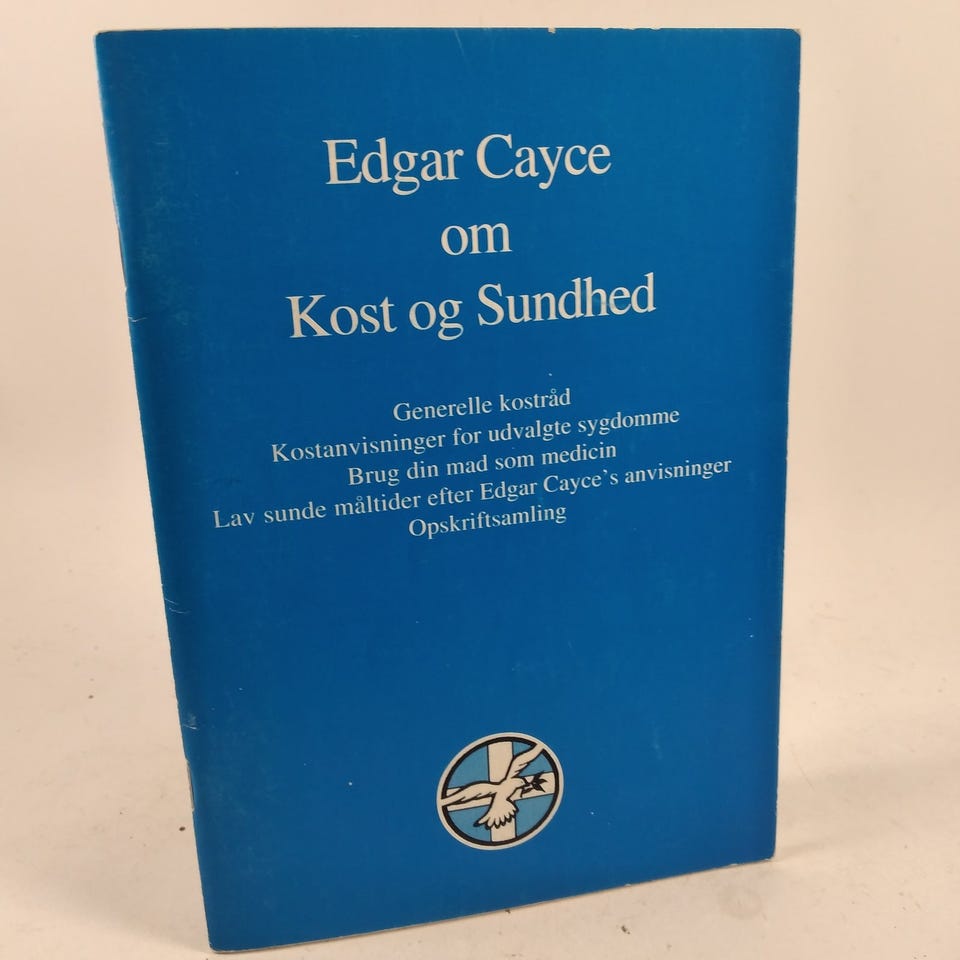 Edgar Cayce
om
Kost og Sundhed
Generelle kostråd
Kostanvisninger for udvalgte sygdomme
Brug din mad som medicin
Lav sunde måltider efter Edgar Cayce's anvisninger
Opskriftsamling